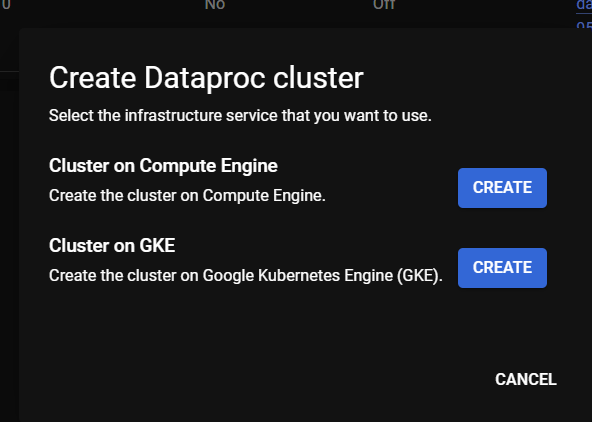 0 No Off da
Create Dataproc cluster
Select the infrastructure service that you want to use.
Cluster on Compute Engine
Create the cluster on Compute Engine.
CREATE
Cluster on GKE
Create the cluster on Google Kubernetes Engine (GKE).
CREATE
CANCEL